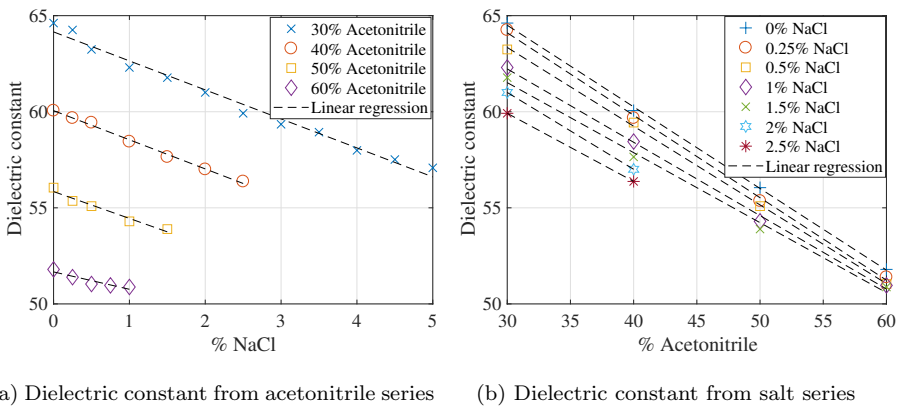 65
60
55
50
Dielectric constant
0 1 2 3 4 5
% NaCl
30% Acetonitrile
40% Acetonitrile
50% Acetonitrile
60% Acetonitrile
Linear regression
65
60
55
50
Dielectric constant
30 35 40 45 50 55 60
% Acetonitrile
0% NaCl
0.25% NaCl
0.5% NaCl
1% NaCl
1.5% NaCl
2% NaCl
2.5% NaCl
Linear regression
a) Dielectric constant from acetonitrile series
(b) Dielectric constant from salt series